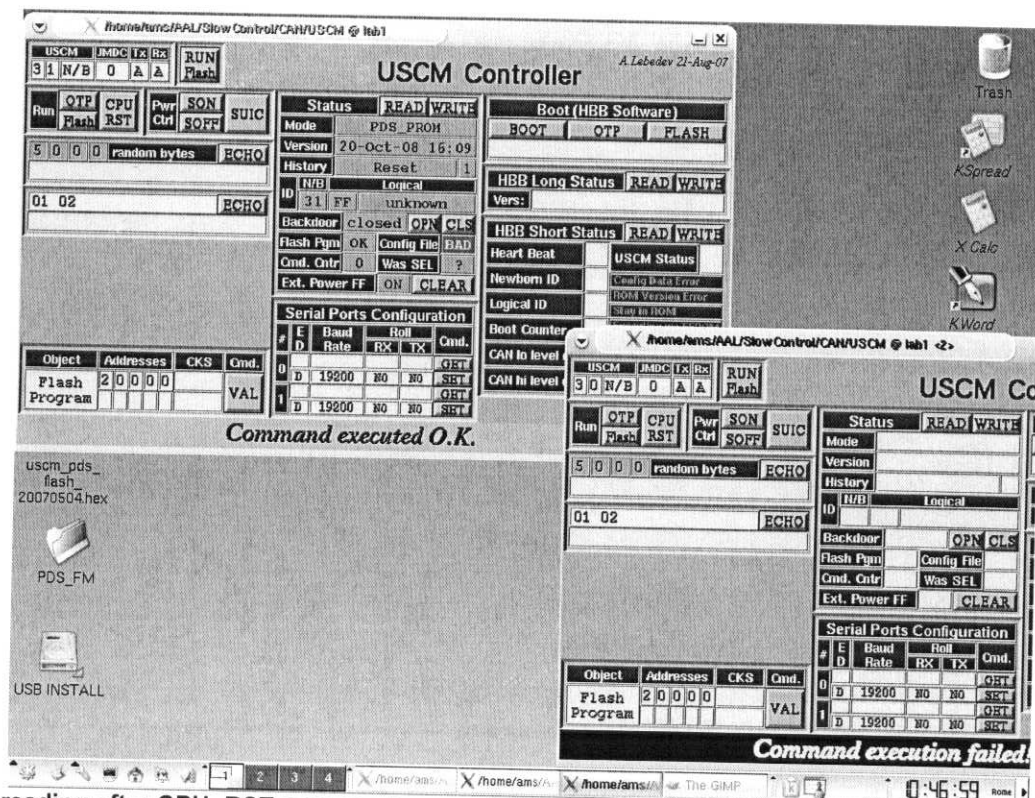 /home/ams/AAL/Slow Control/CAN/USCM @ lab1
USCM JMDC Tx Rx
31 N/B 0 A A
RUN
Flash
USCM Controller
A.Lebedev 21-Aug-07
Run OTP CPU Pwr SON SUIC
Flash RST Ctrl SOFF
5 0 0 0 random bytes ECHO
01 02 ECHO
Object Addresses CKS Cmd.
Flash 20000 VAL
Program
Status READ WRITE
Mode PDS_PROM
Version 20-Oct-08 16:09
History Reset 1
ID N/B Logical
31 FF unknown
Backdoor closed OPN CLS
Flash Pgm OK Config File BAD
Cmd. Cntr 0 Was SEL ?
Ext. Power FF ON CLEAR
Serial Ports Configuration
# E Baud Roll Cmd.
D Rate RX TX
0 GET
D 19200 NO NO SET
1 GET
D 19200 NO NO SET
Boot (HBB Software)
BOOT OTP FLASH
HBB Long Status READ WRITE
Vers:
HBB Short Status READ WRITE
Heart Beat USCM Status
Newborn ID Config Data Error
Logical ID ROM Version Error
Stay in ROM
Boot Counter
CAN lo level
CAN hi level
Command executed O.K.
Trash
KSpread
X Calc
KWord
uscm_pds_
flash_
20070504.hex
PDS_FM
USB INSTALL
/home/ams/AAL/Slow Control/CAN/USCM @ lab1 <2>
USCM JMDC Tx Rx
30 N/B 0 A A
RUN
Flash
USCM Co
Run OTP CPU Pwr SON SUIC
Flash RST Ctrl SOFF
5 0 0 0 random bytes ECHO
01 02 ECHO
Object Addresses CKS Cmd.
Flash 20000 VAL
Program
Status READ WRITE
Mode
Version
History
ID N/B Logical
Backdoor OPN CLS
Flash Pgm Config File
Cmd. Cntr Was SEL
Ext. Power FF CLEAR
Serial Ports Configuration
# E Baud Roll Cmd.
D Rate RX TX
0 GET
D 19200 NO NO SET
1 GET
D 19200 NO NO SET
Command execution failed!
1 2 3 4 /home/ams/ /home/ams/A /home/ams/ The GIMP 0:46:59 Rome